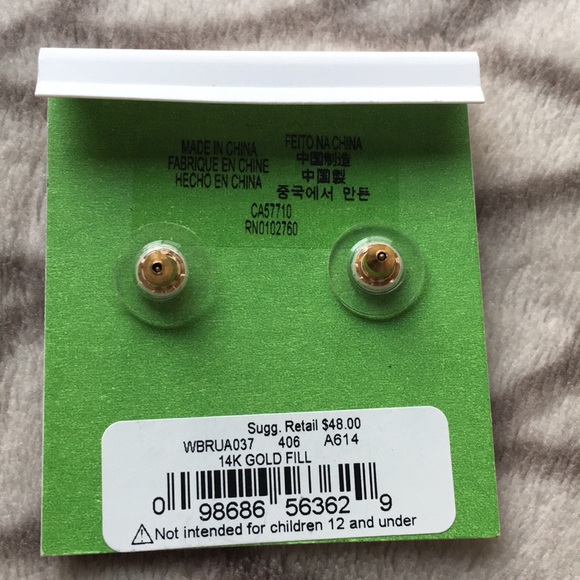 MADE IN CHINA
FABRIQUE EN CHINE
HECHO EN CHINA
FEITO NA CHINA
中国制造
中国製
중국에서 만든
CA57710
RN0102760
Sugg. Retail $48.00
WBRUA037 406 A614
14K GOLD FILL
0 98686 56362 9
⚠Not intended for children 12 and under